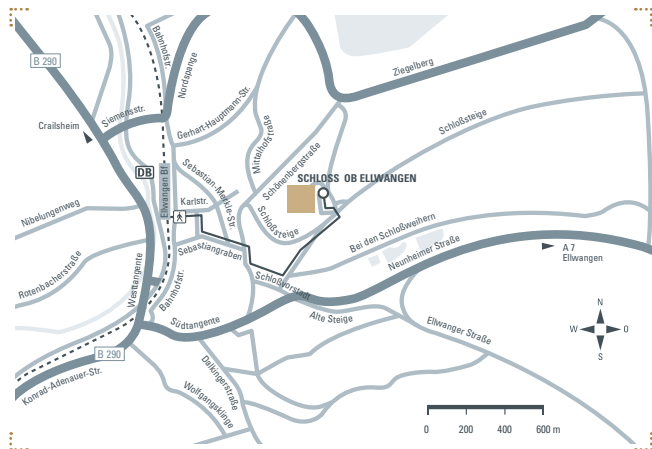 B 290
Bahnhofstr.
Nordspange
Ziegelberg
Siemensstr.
Crailsheim
Gerhart-Hauptmann-Str.
Mittelhofstraße
Schloßsteige
DB
Ellwangen Bf
Sebastian-Merkle-Str.
Schönenbergstraße
SCHLOSS OB ELLWANGEN
Karlstr.
Nibelungenweg
Schloßsteige
Bei den Schloßweihern
Sebastiangraben
Neunheimer Straße
A 7
Ellwangen
Rotenbacherstraße
Westtangente
Bahnhofstr.
Schloßvorstadt
Südtangente
Alte Steige
Ellwanger Straße
N
W
O
S
B 290
Konrad-Adenauer-Str.
Dalkingerstraße
Wolfgangsklinge
0 200 400 600 m